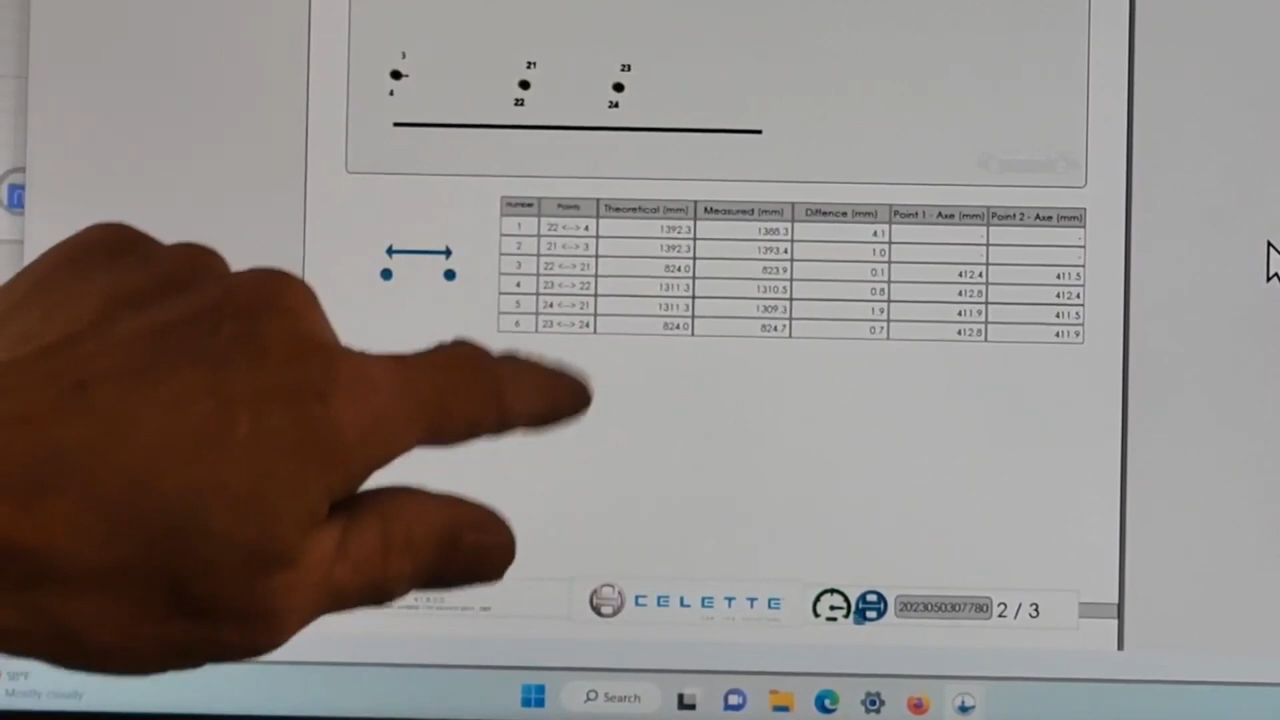 3
4
21
22
23
24
number Points Theoretical (mm) Measured (mm) Diffence (mm) Point 1 - Axe (mm) Point 2 - Axe (mm)
1 22 <--> 4 1392.3 1388.3 4.1 - -
2 21 <--> 3 1392.3 1393.4 1.0 - -
3 22 <--> 21 824.0 823.9 0.1 412.4 411.5
4 23 <--> 22 1311.3 1310.5 0.8 412.8 412.4
5 24 <--> 21 1311.3 1309.3 1.9 411.9 411.5
6 23 <--> 24 824.0 824.7 0.7 412.8 411.9
CELETTE
2023050307780 2 / 3
50°F
Mostly cloudy
Search